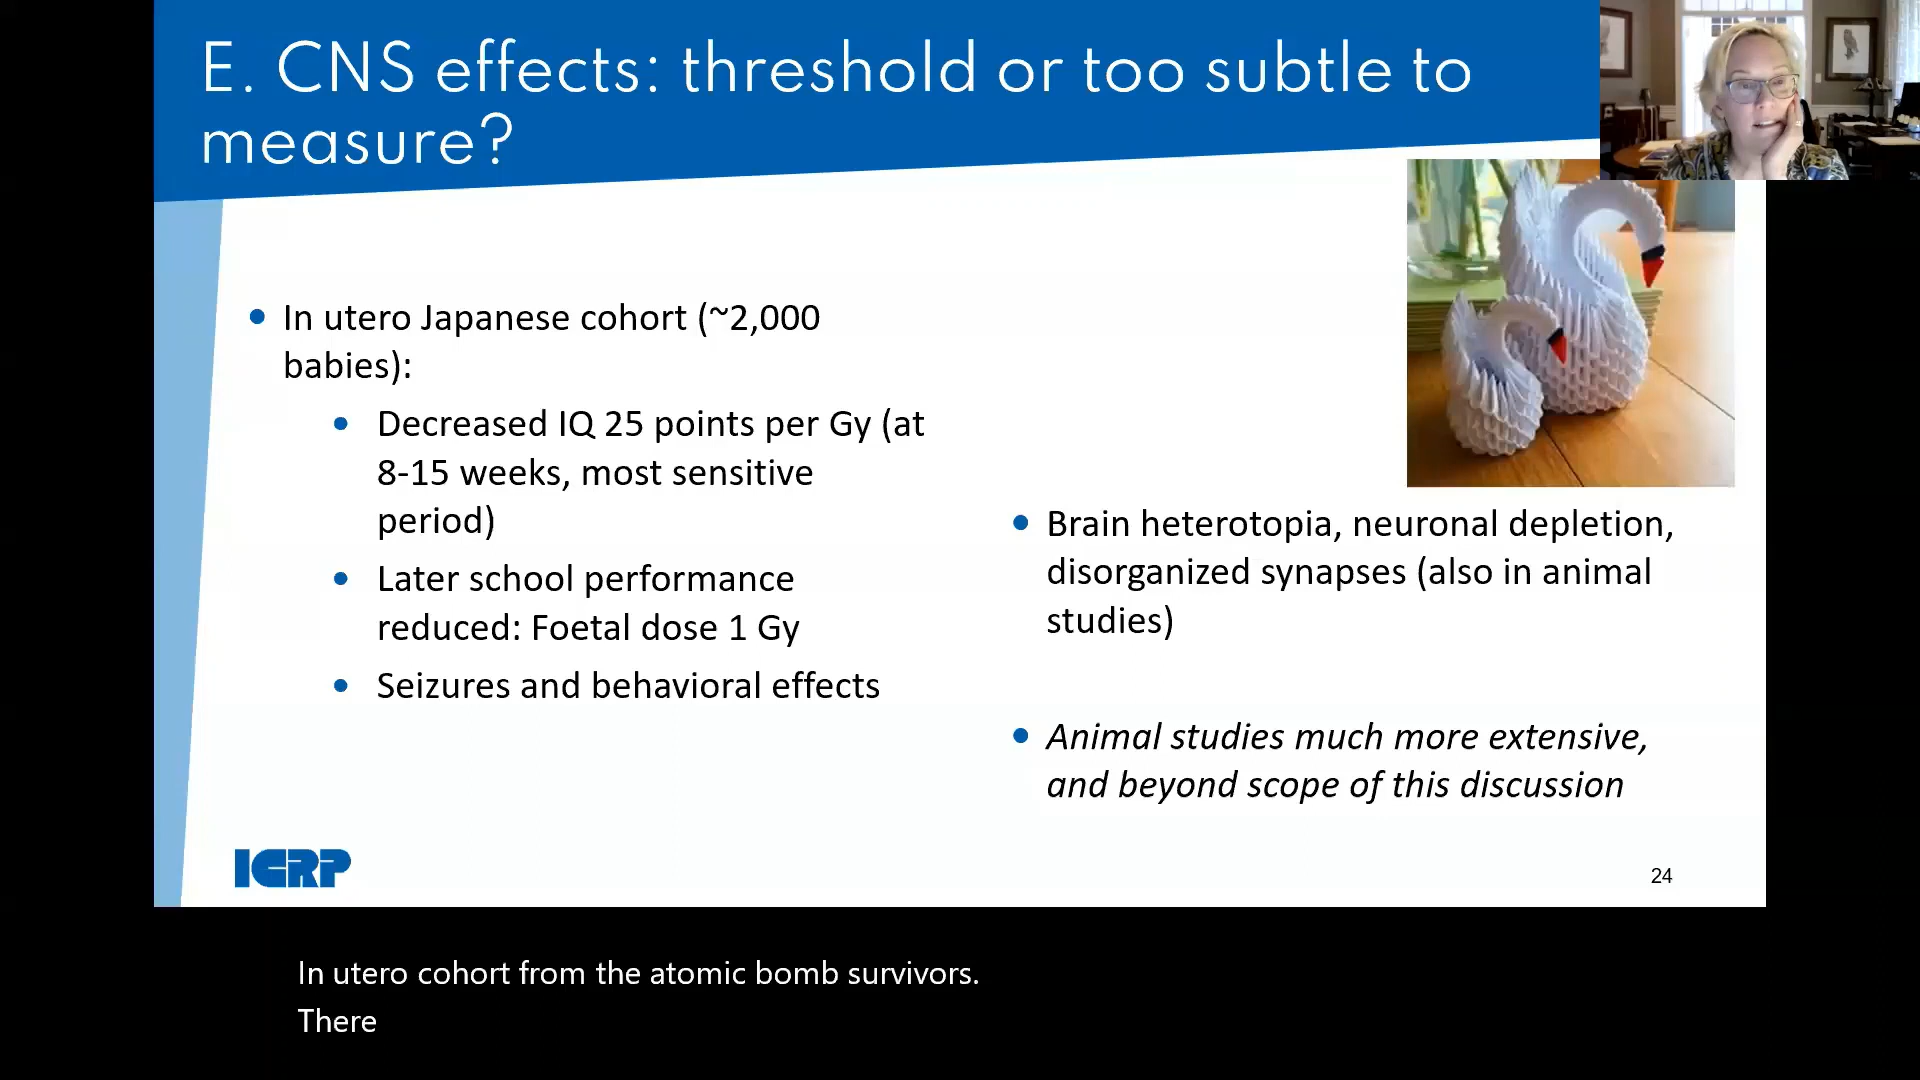 E. CNS effects: threshold or too subtle to
measure?
In utero Japanese cohort (~2,000
babies):
Decreased IQ 25 points per Gy (at
8-15 weeks, most sensitive
period)
Later school performance
reduced: Foetal dose 1 Gy
Seizures and behavioral effects
Brain heterotopia, neuronal depletion,
disorganized synapses (also in animal
studies)
Animal studies much more extensive,
and beyond scope of this discussion
ICRP
24
In utero cohort from the atomic bomb survivors.
There